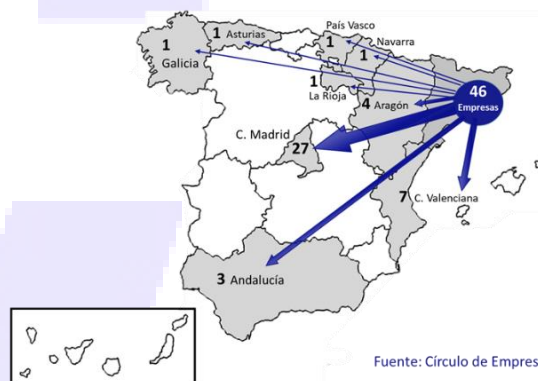 País Vasco
1
Asturias
1
Navarra
1
1
Galicia
1
La Rioja
46
Empresas
4 Aragón
C. Madrid
27
7
C. Valenciana
3 Andalucía
Fuente: Círculo de Empres